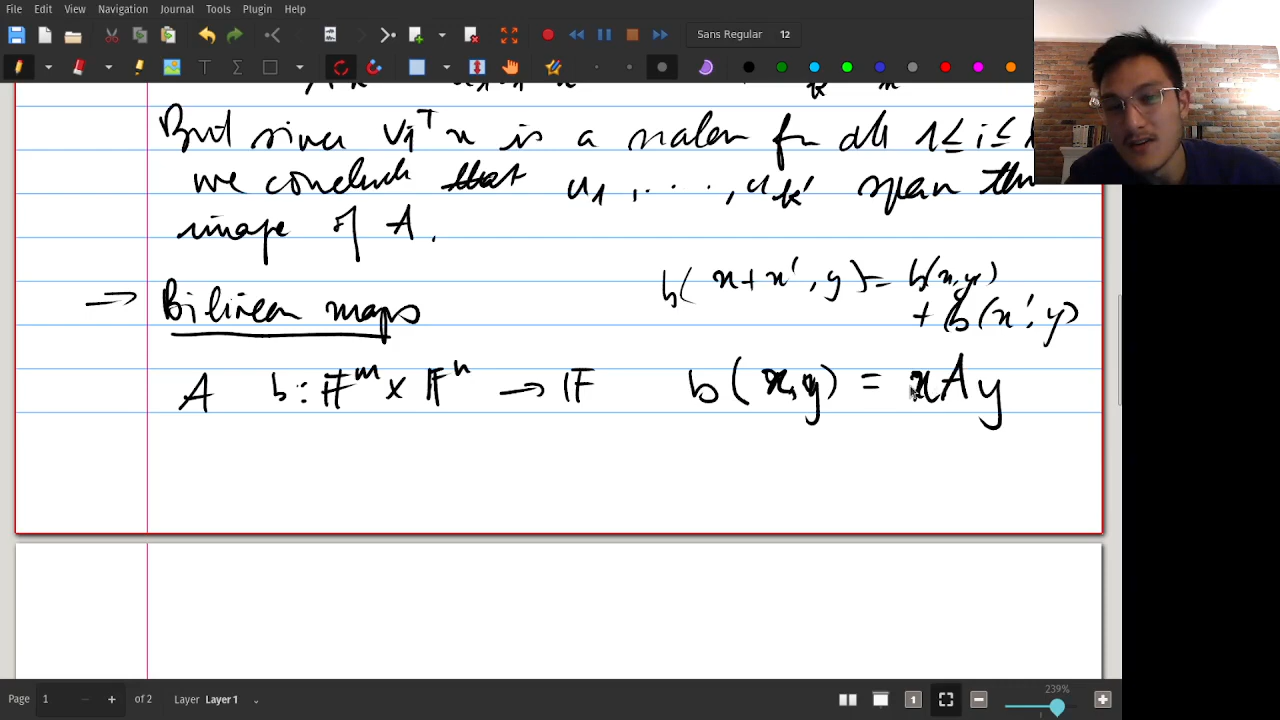 File Edit View Navigation Journal Tools Plugin Help
Sans Regular 12
But since v₁ᵀ x is a scalar for all 1 ≤ i ≤
we conclude that u₁, ..., uₖ' span the
image of A.
b(x+x', y) = b(x,y)
+ b(x', y)
→ Bilinear maps
A b: 𝔽ᵐ × 𝔽ⁿ → 𝔽 b(x,y) = xAy
Page 1 of 2 Layer Layer 1 239%